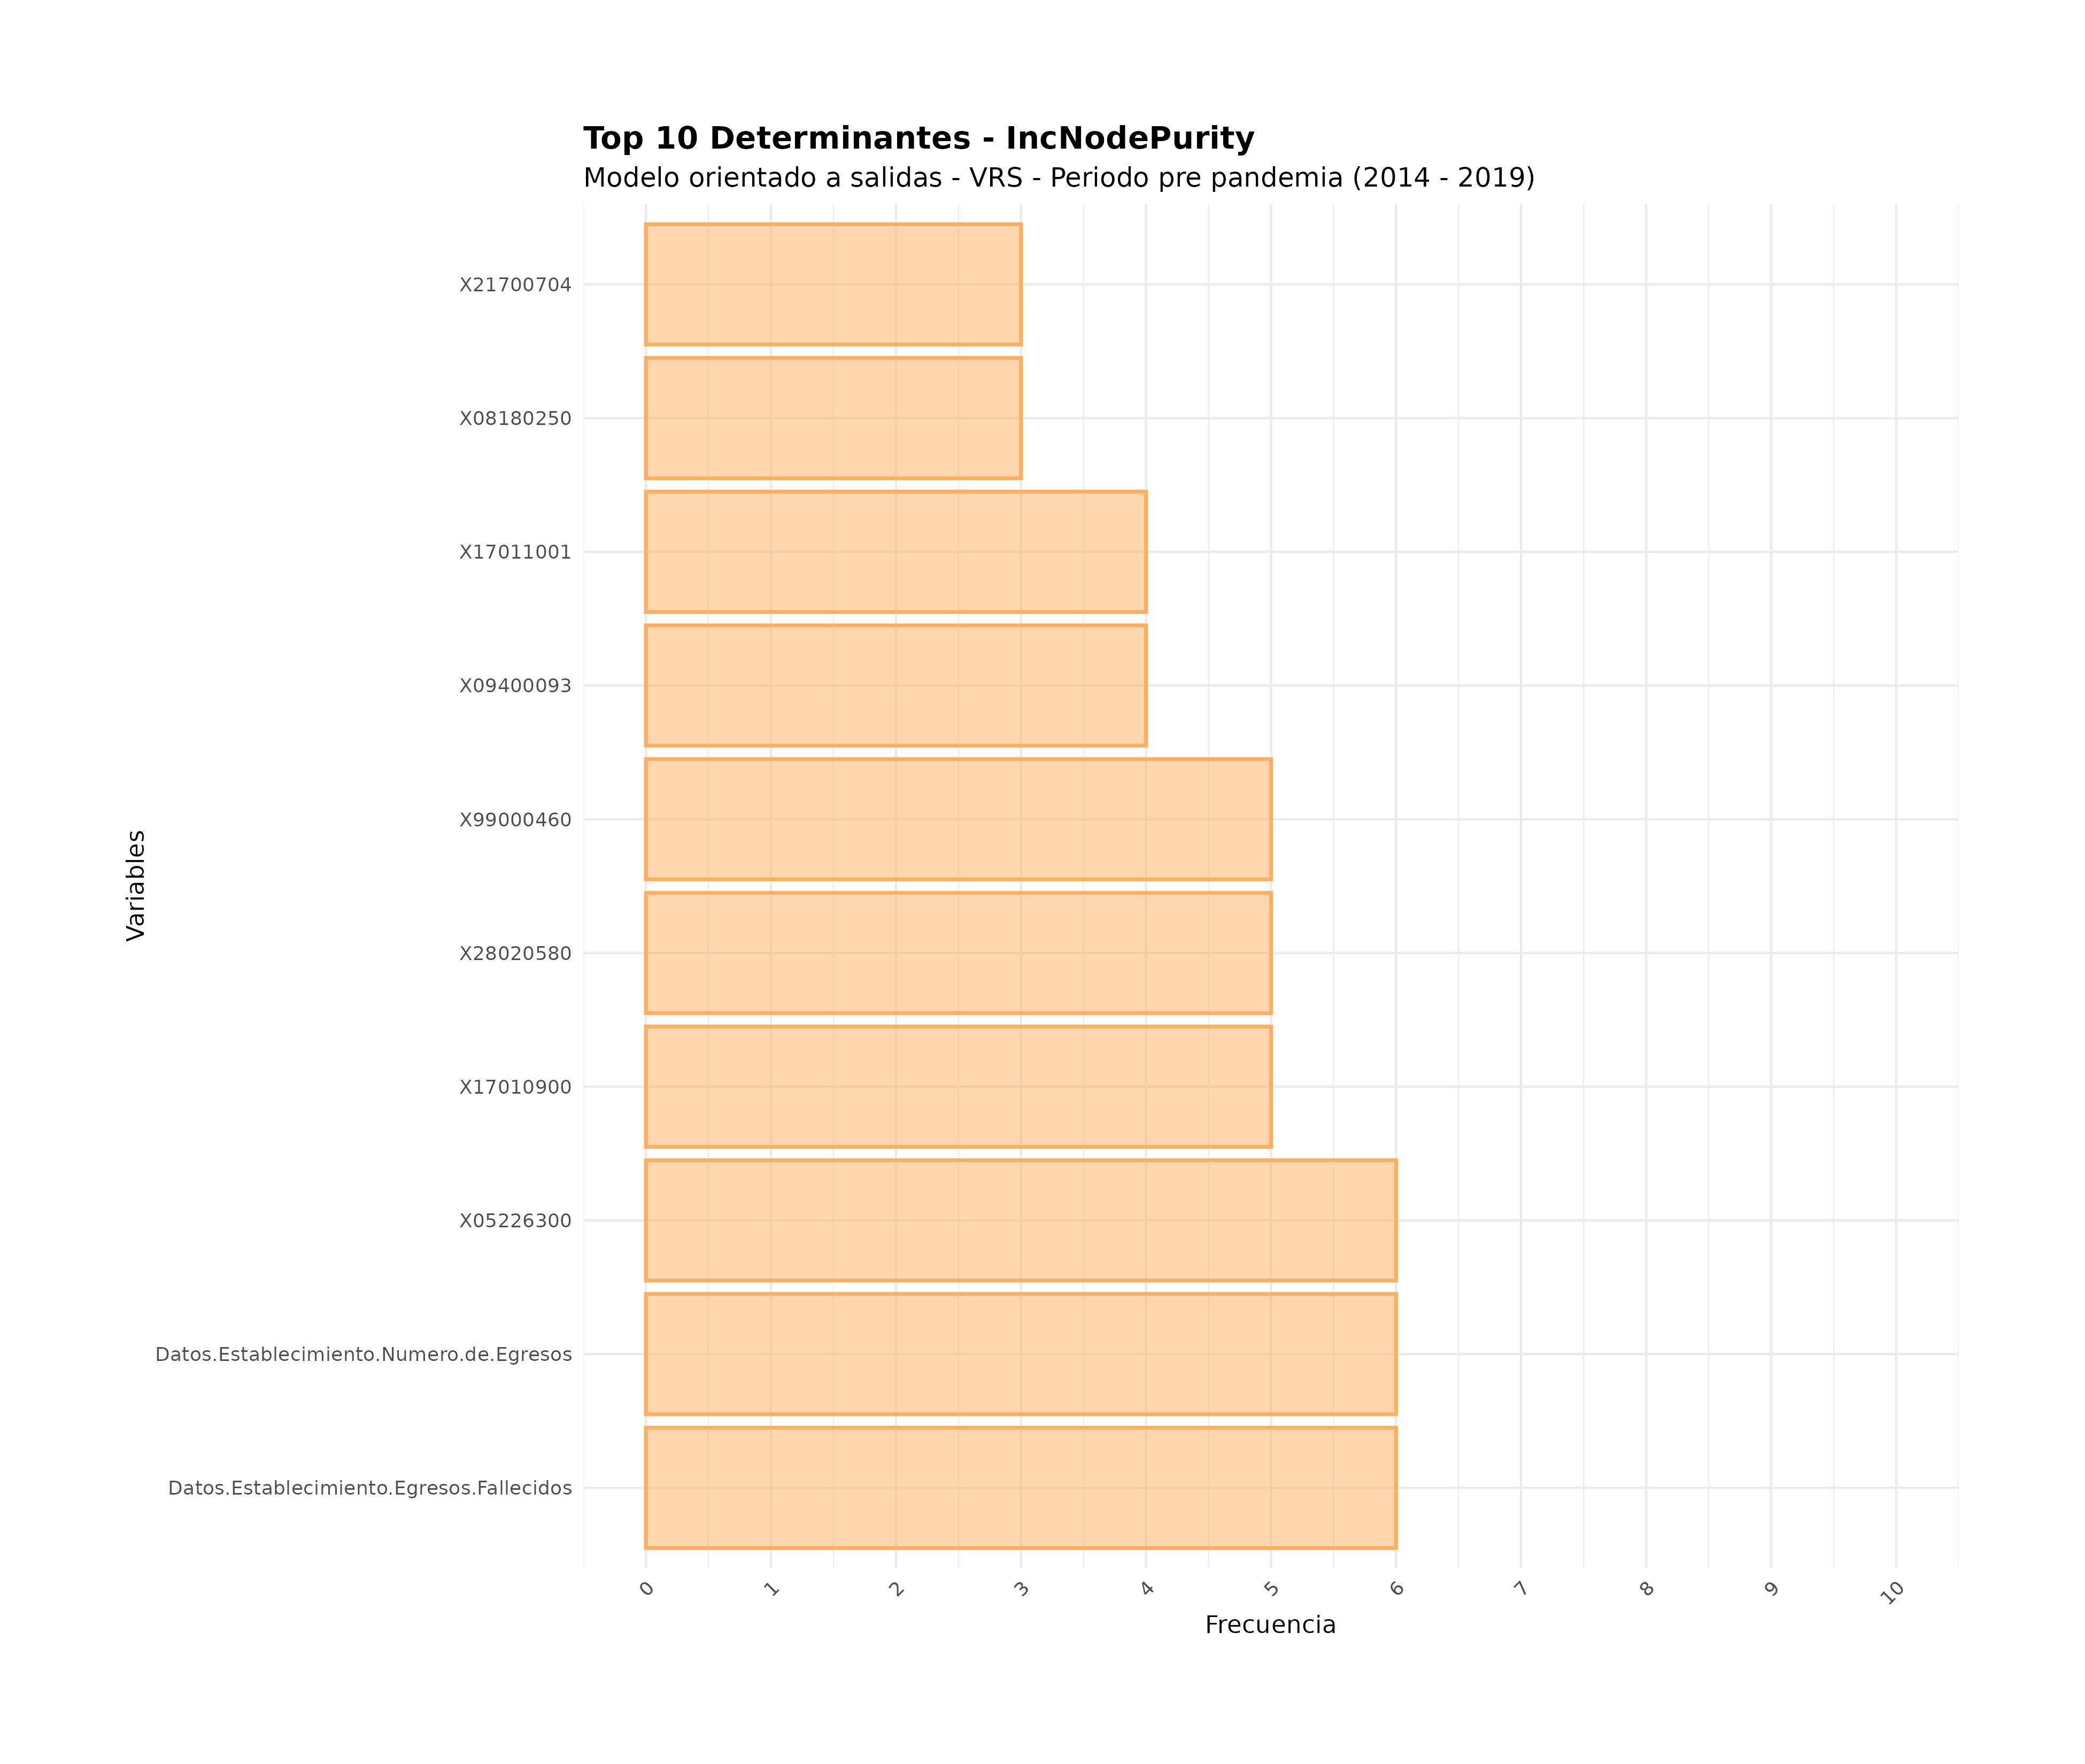 Top 10 Determinantes - IncNodePurity
Modelo orientado a salidas - VRS - Periodo pre pandemia (2014 - 2019)
Variables
X21700704
X08180250
X17011001
X09400093
X99000460
X28020580
X17010900
X05226300
Datos.Establecimiento.Numero.de.Egresos
Datos.Establecimiento.Egresos.Fallecidos
0 1 2 3 4 5 6 7 8 9 10
Frecuencia